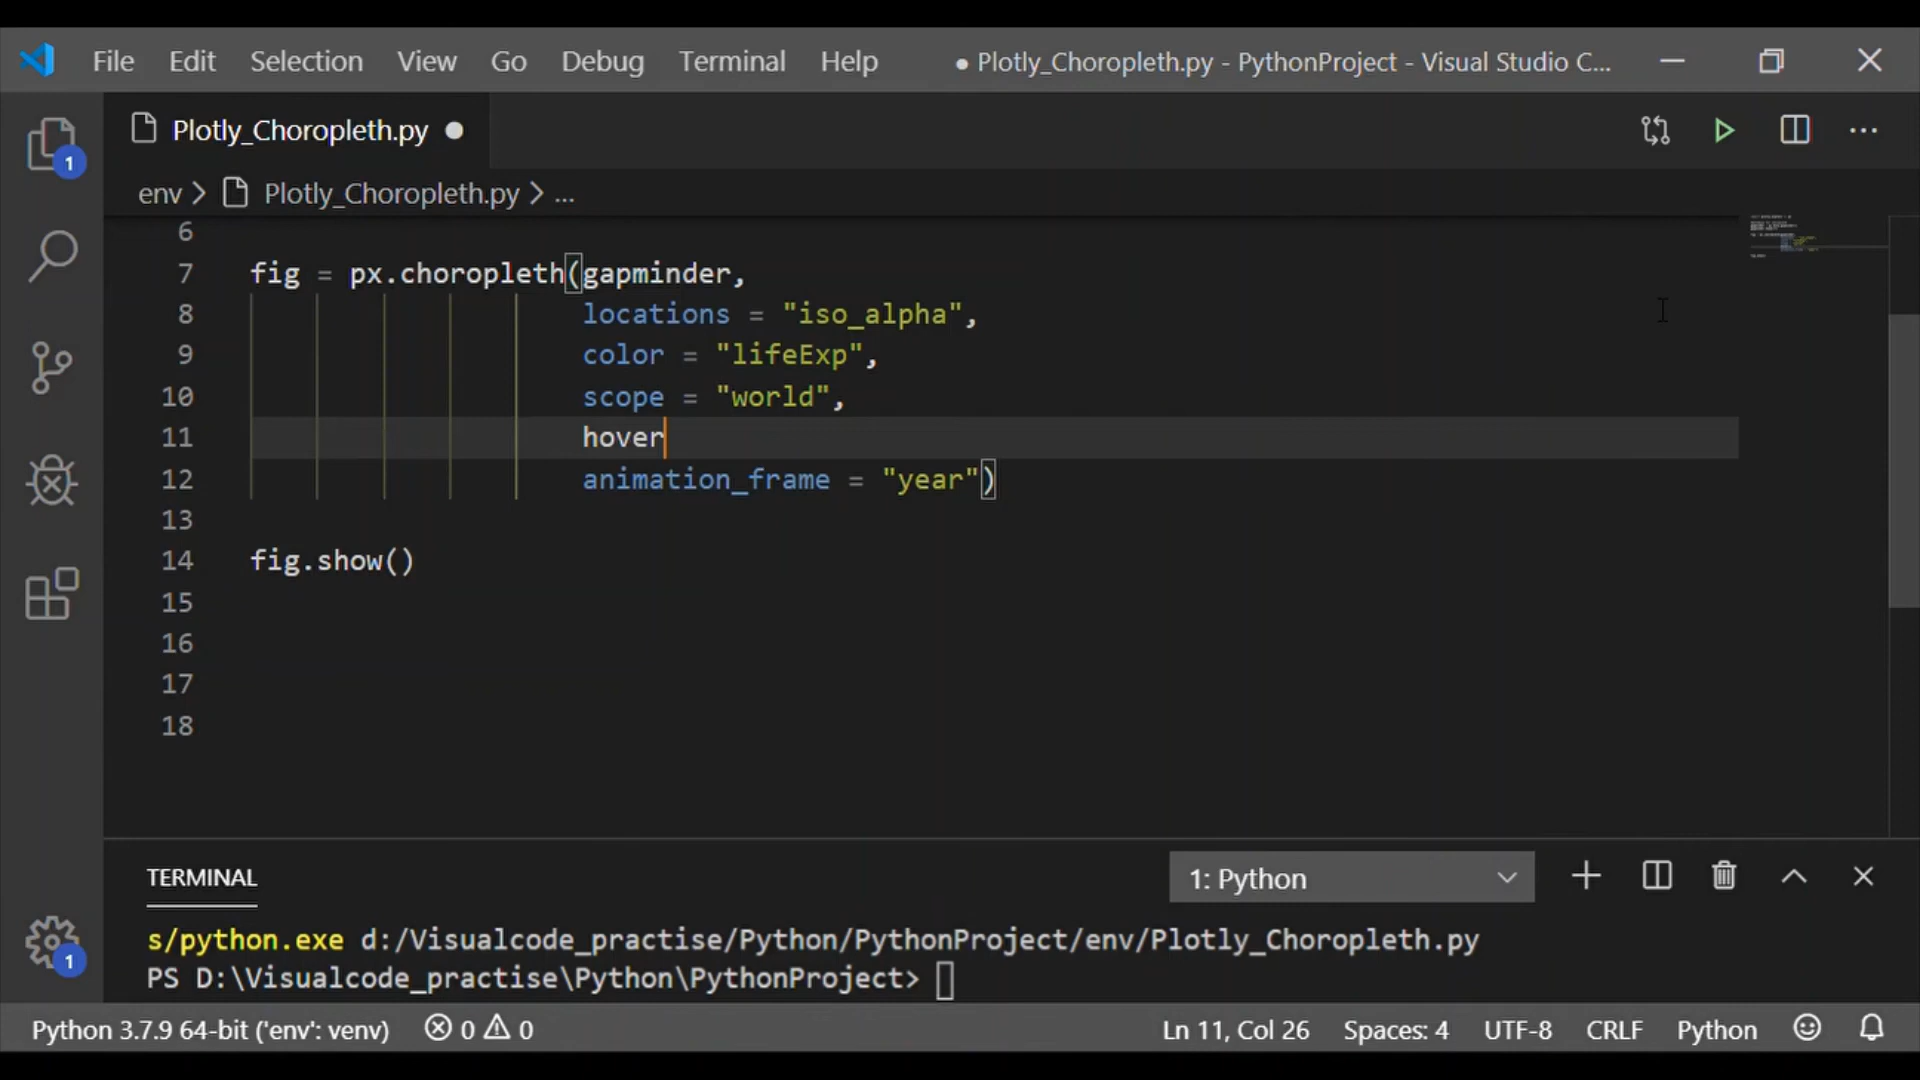 File Edit Selection View Go Debug Terminal Help ● Plotly_Choropleth.py - PythonProject - Visual Studio C...
Plotly_Choropleth.py ●
1
env > Plotly_Choropleth.py > ...
6
7 fig = px.choropleth(gapminder,
8 locations = "iso_alpha",
9 color = "lifeExp",
10 scope = "world",
11 hover
12 animation_frame = "year")
13
14 fig.show()
15
16
17
18
TERMINAL 1: Python
s/python.exe d:/Visualcode_practise/Python/PythonProject/env/Plotly_Choropleth.py
1
PS D:\Visualcode_practise\Python\PythonProject>
Python 3.7.9 64-bit ('env': venv) 0 0 Ln 11, Col 26 Spaces: 4 UTF-8 CRLF Python